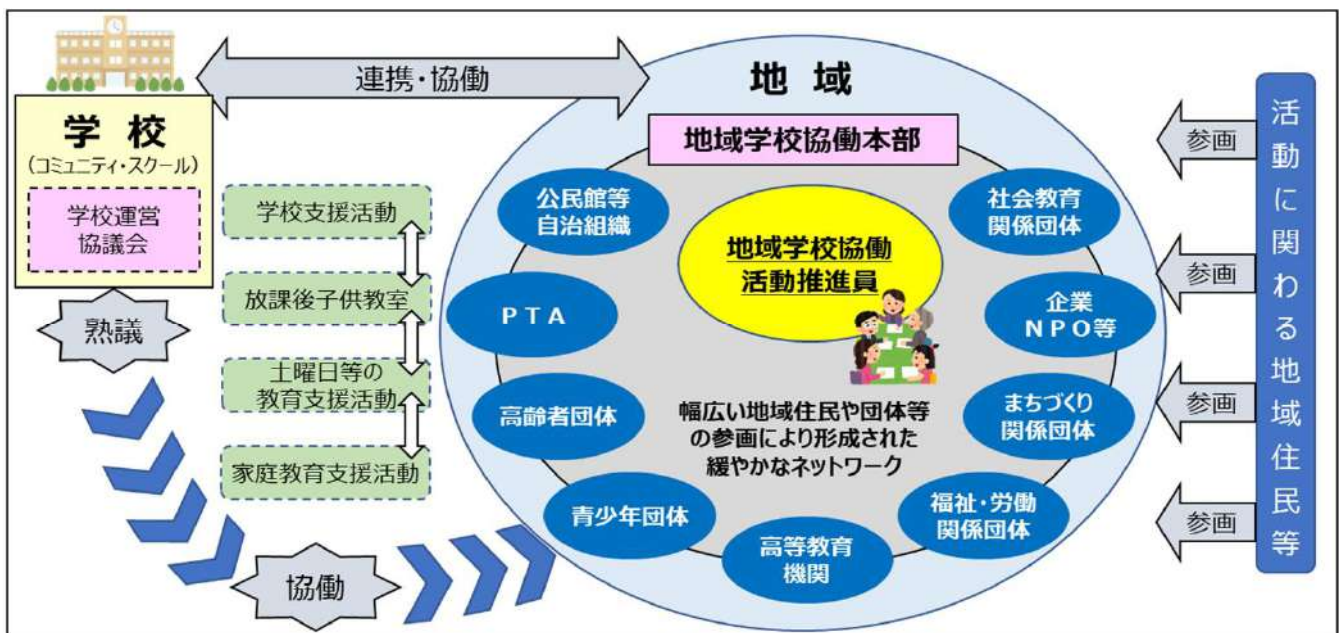 連携・協働
学校
(コミュニティ・スクール)
学校運営
協議会
熟議
協働
学校支援活動
放課後子供教室
土曜日等の
教育支援活動
家庭教育支援活動
地域
地域学校協働本部
地域学校協働
活動推進員
公民館等
自治組織
PTA
高齢者団体
青少年団体
高等教育
機関
福祉・労働
関係団体
まちづくり
関係団体
企業
NPO等
社会教育
関係団体
幅広い地域住民や団体等
の参画により形成された
緩やかなネットワーク
参画
参画
参画
参画
活動に関わる地域住民等